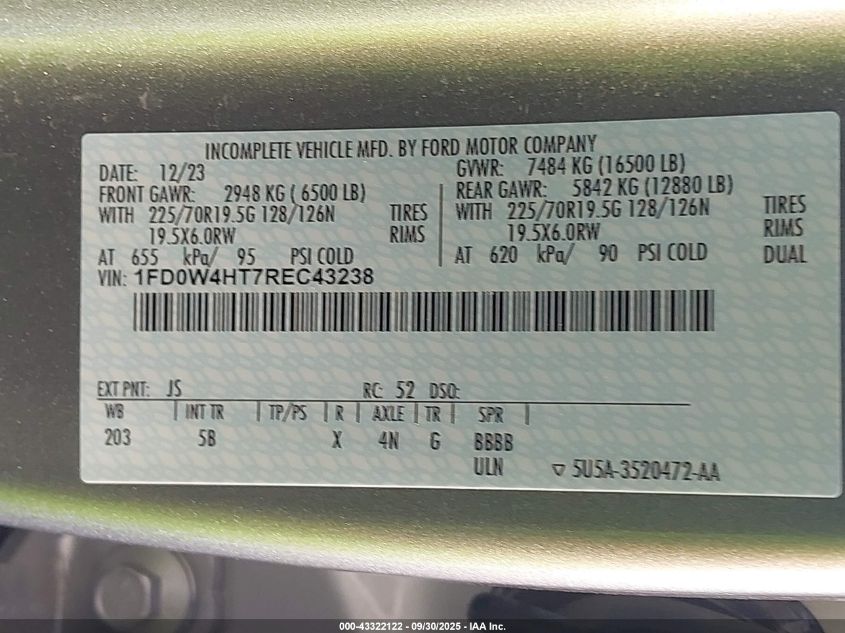 INCOMPLETE VEHICLE MFD. BY FORD MOTOR COMPANY
DATE: 12/23 GVWR: 7484 KG (16500 LB)
FRONT GAWR: 2948 KG ( 6500 LB) REAR GAWR: 5842 KG (12880 LB)
WITH 225/70R19.5G 128/126N TIRES WITH 225/70R19.5G 128/126N TIRES
19.5X6.0RW RIMS 19.5X6.0RW RIMS
AT 655 kPa/ 95 PSI COLD AT 620 kPa/ 90 PSI COLD DUAL
VIN: 1FD0W4HT7REC43238
EXT PNT: JS RC: 52 DSO:
WB | INT TR | TP/PS | R | AXLE | TR | SPR |
203 5B X 4N G BBBB
ULN ▽ 5U5A-3520472-AA
000-43322122 - 09/30/2025 - IAA Inc.